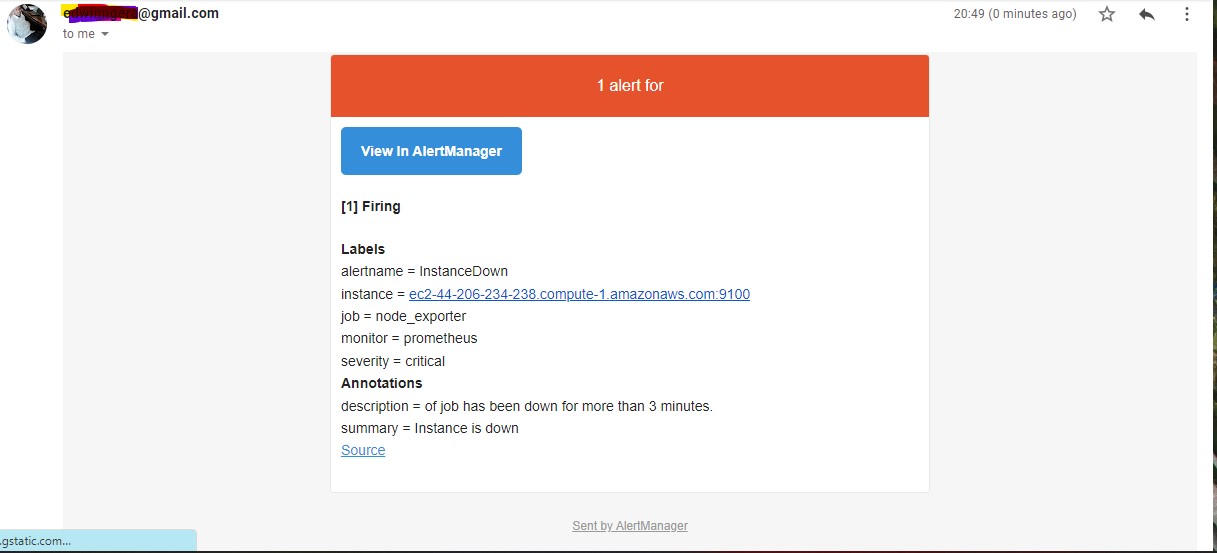 @gmail.com
20:49 (0 minutes ago)
to me
1 alert for
View in AlertManager
[1] Firing
Labels
alertname = InstanceDown
instance = ec2-44-206-234-238.compute-1.amazonaws.com:9100
job = node_exporter
monitor = prometheus
severity = critical
Annotations
description = of job has been down for more than 3 minutes.
summary = Instance is down
Source
Sent by AlertManager
.gstatic.com...